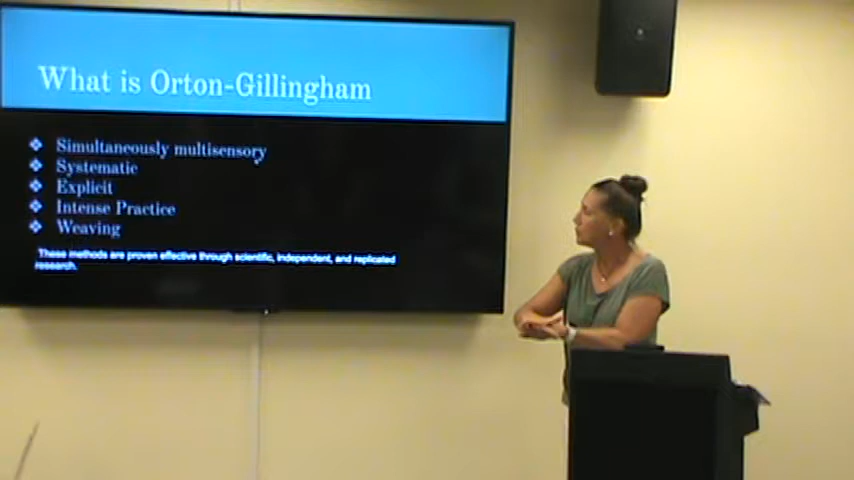 What is Orton-Gillingham
Simultaneously multisensory
Systematic
Explicit
Intense Practice
Weaving
These methods are proven effective through scientific, independent, and replicated
research.